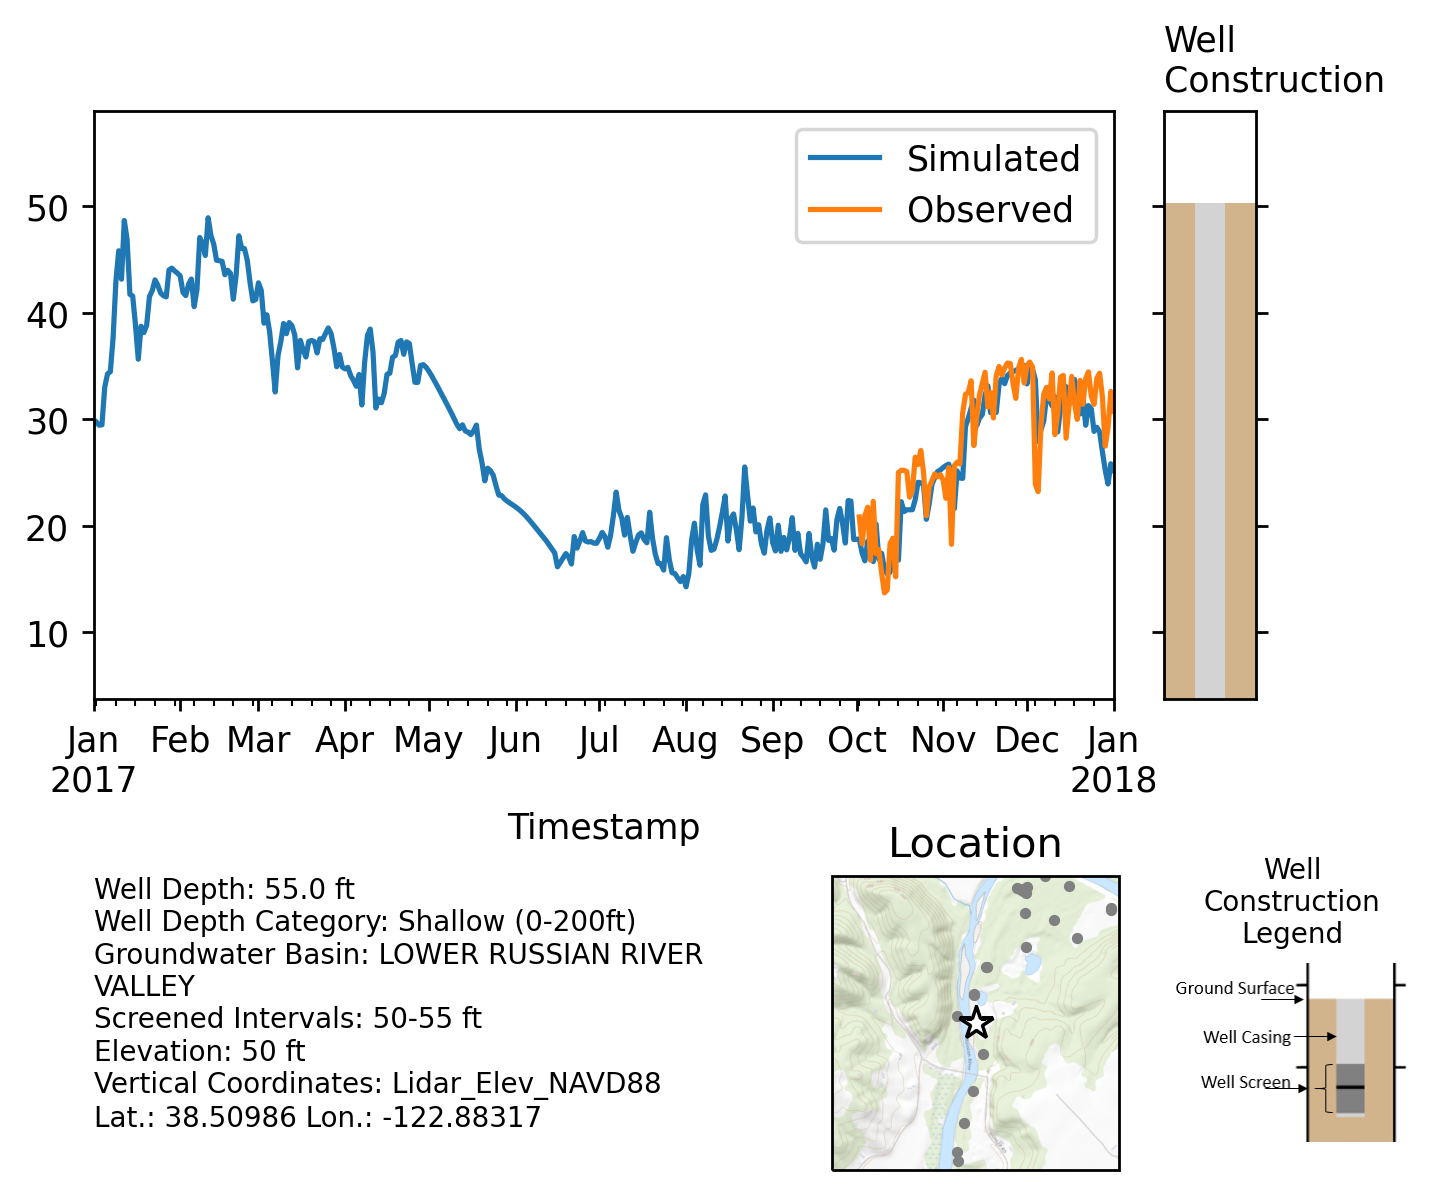 Well
Construction
Simulated
Observed
50
40
30
20
10
Jan
2017
Feb
Mar
Apr
May
Jun
Jul
Aug
Sep
Oct
Nov
Dec
Jan
2018
Timestamp
Well Depth: 55.0 ft
Well Depth Category: Shallow (0-200ft)
Groundwater Basin: LOWER RUSSIAN RIVER
VALLEY
Screened Intervals: 50-55 ft
Elevation: 50 ft
Vertical Coordinates: Lidar_Elev_NAVD88
Lat.: 38.50986 Lon.: -122.88317
Location
Well
Construction
Legend
Ground Surface
Well Casing
Well Screen